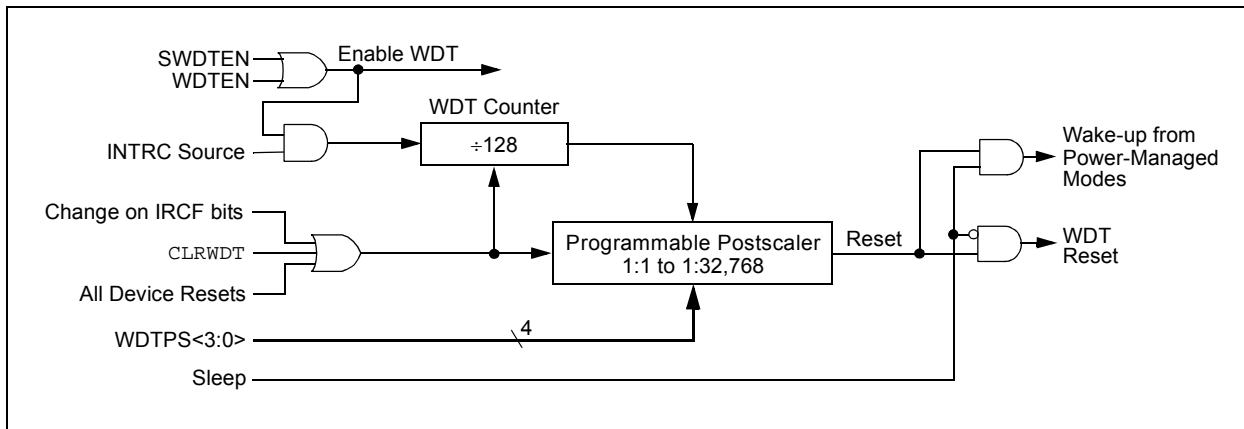 SWDTEN
WDTEN
Enable WDT
WDT Counter
÷128
INTRC Source
Change on IRCF bits
CLRWDT
All Device Resets
Programmable Postscaler
1:1 to 1:32,768
Reset
Wake-up from
Power-Managed
Modes
WDT
Reset
4
WDTPS<3:0>
Sleep